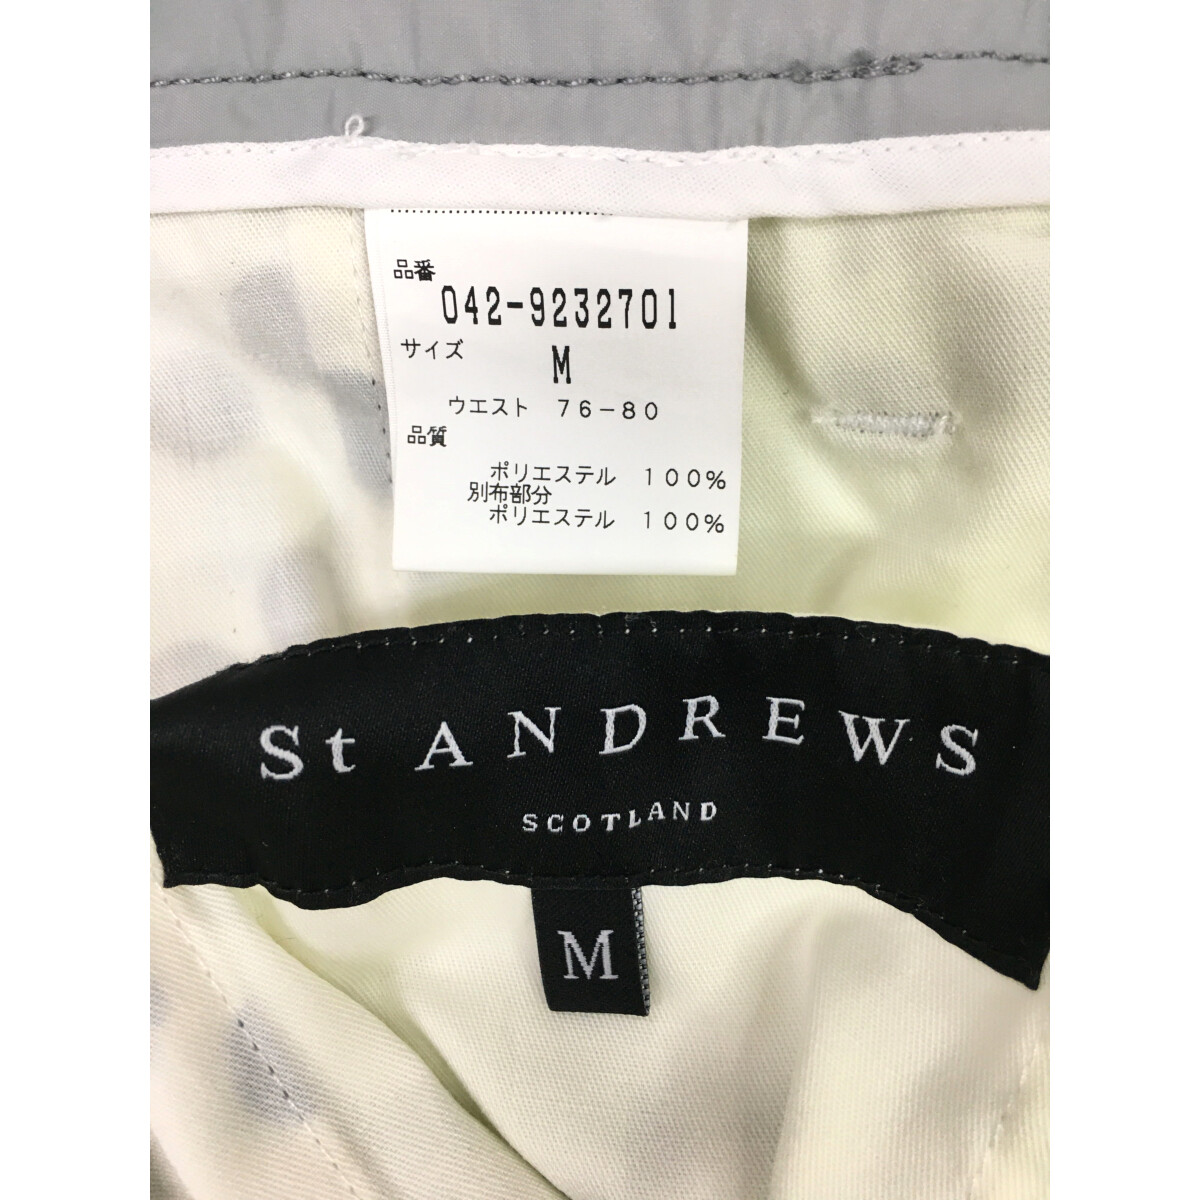 品番
042-9232701
サイズ
M
ウエスト 76-80
品質
ポリエステル 100%
別布部分
ポリエステル 100%
St ANDREWS
SCOTLAND
M